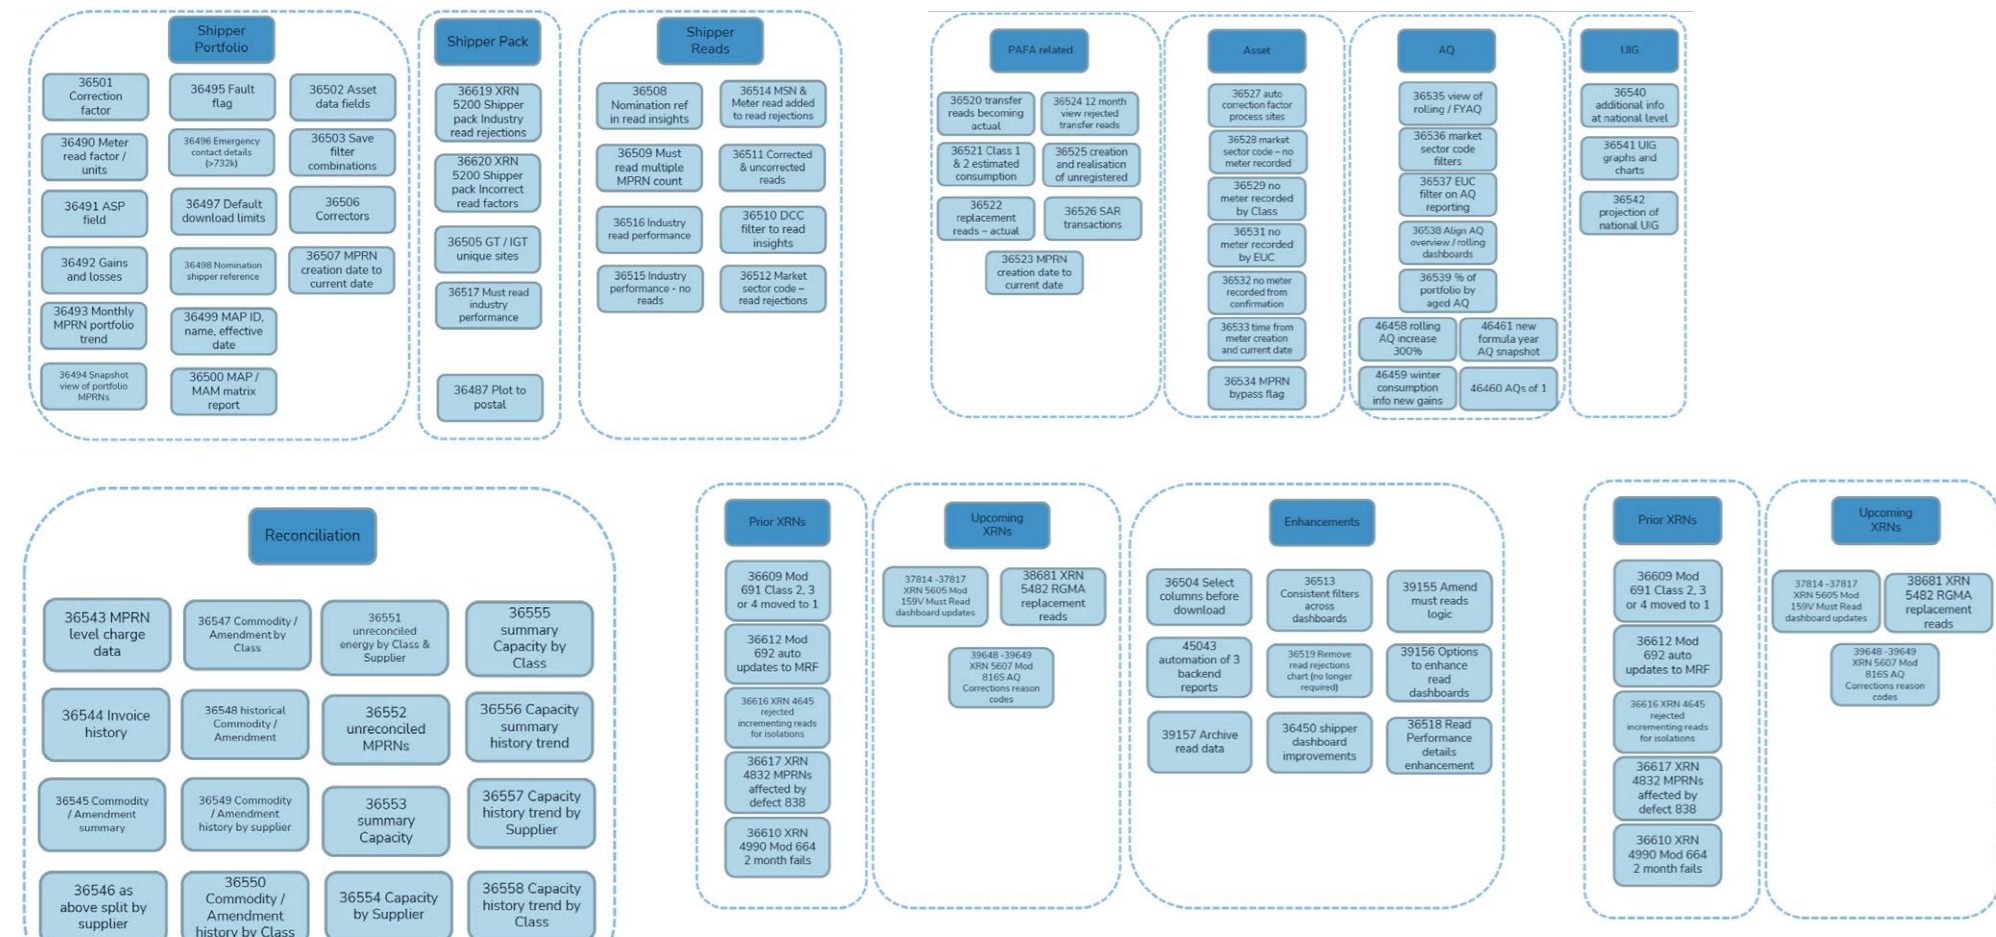 Shipper
Portfolio
36501
Correction
factor
36495 Fault
flag
36502 Asset
data fields
36490 Meter
read factor /
units
36496 Emergency
contact details
(>732k)
36503 Save
filter
combinations
36491 ASP
field
36497 Default
download limits
36506
Correctors
36492 Gains
and losses
36498 Nomination
shipper reference
36507 MPRN
creation date to
current date
36493 Monthly
MPRN portfolio
trend
36499 MAP ID,
name, effective
date
36494 Snapshot
view of portfolio
MPRNs
36500 MAP /
MAM matrix
report
Shipper Pack
36619 XRN
5200 Shipper
pack Industry
read rejections
36620 XRN
5200 Shipper
pack Incorrect
read factors
36505 GT / IGT
unique sites
36517 Must read
industry
performance
36487 Plot to
postal
Shipper
Reads
36508
Nomination ref
in read insights
36514 MSN &
Meter read added
to read rejections
36509 Must
read multiple
MPRN count
36511 Corrected
& uncorrected
reads
36516 Industry
read performance
36510 DCC
filter to read
insights
36515 Industry
performance - no
reads
36512 Market
sector code –
read rejections
PAFA related
36520 transfer
reads becoming
actual
36524 12 month
view rejected
transfer reads
36521 Class 1
& 2 estimated
consumption
36525 creation
and realisation
of unregistered
36522
replacement
reads – actual
36526 SAR
transactions
36523 MPRN
creation date to
current date
Asset
36527 auto
correction factor
process sites
36528 market
sector code – no
meter recorded
36529 no
meter recorded
by Class
36531 no
meter recorded
by EUC
36532 no meter
recorded from
confirmation
36533 time from
meter creation
and current date
36534 MPRN
bypass flag
AQ
36535 view of
rolling / FYAQ
36536 market
sector code
filters
36537 EUC
filter on AQ
reporting
36538 Align AQ
overview / rolling
dashboards
36539 % of
portfolio by
aged AQ
46458 rolling
AQ increase
300%
46461 new
formula year
AQ snapshot
46459 winter
consumption
info new gains
46460 AQs of 1
UIG
36540
additional info
at national level
36541 UIG
graphs and
charts
36542
projection of
national UIG
Reconciliation
36543 MPRN
level charge
data
36547 Commodity /
Amendment by
Class
36551
unreconciled
energy by Class &
Supplier
36555
summary
Capacity by
Class
36544 Invoice
history
36548 historical
Commodity /
Amendment
36552
unreconciled
MPRNs
36556 Capacity
summary
history trend
36545 Commodity
/ Amendment
summary
36549 Commodity
/ Amendment
history by supplier
36553
summary
Capacity
36557 Capacity
history trend by
Supplier
36546 as
above split by
supplier
36550
Commodity /
Amendment
history by Class
36554 Capacity
by Supplier
36558 Capacity
history trend by
Class
Prior XRNs
36609 Mod
691 Class 2, 3
or 4 moved to 1
36612 Mod
692 auto
updates to MRF
36616 XRN 4645
rejected
incrementing reads
for isolations
36617 XRN
4832 MPRNs
affected by
defect 838
36610 XRN
4990 Mod 664
2 month fails
Upcoming
XRNs
37814 -37817
XRN 5605 Mod
159V Must Read
dashboard updates
38681 XRN
5482 RGMA
replacement
reads
39648 -39649
XRN 5607 Mod
816S AQ
Corrections reason
codes
Enhancements
36504 Select
columns before
download
36513
Consistent filters
across
dashboards
39155 Amend
must reads
logic
45043
automation of 3
backend
reports
36519 Remove
read rejections
chart (no longer
required)
39156 Options
to enhance
read
dashboards
39157 Archive
read data
36450 shipper
dashboard
improvements
36518 Read
Performance
details
enhancement
Prior XRNs
36609 Mod
691 Class 2, 3
or 4 moved to 1
36612 Mod
692 auto
updates to MRF
36616 XRN 4645
rejected
incrementing reads
for isolations
36617 XRN
4832 MPRNs
affected by
defect 838
36610 XRN
4990 Mod 664
2 month fails
Upcoming
XRNs
37814 -37817
XRN 5605 Mod
159V Must Read
dashboard updates
38681 XRN
5482 RGMA
replacement
reads
39648 -39649
XRN 5607 Mod
816S AQ
Corrections reason
codes